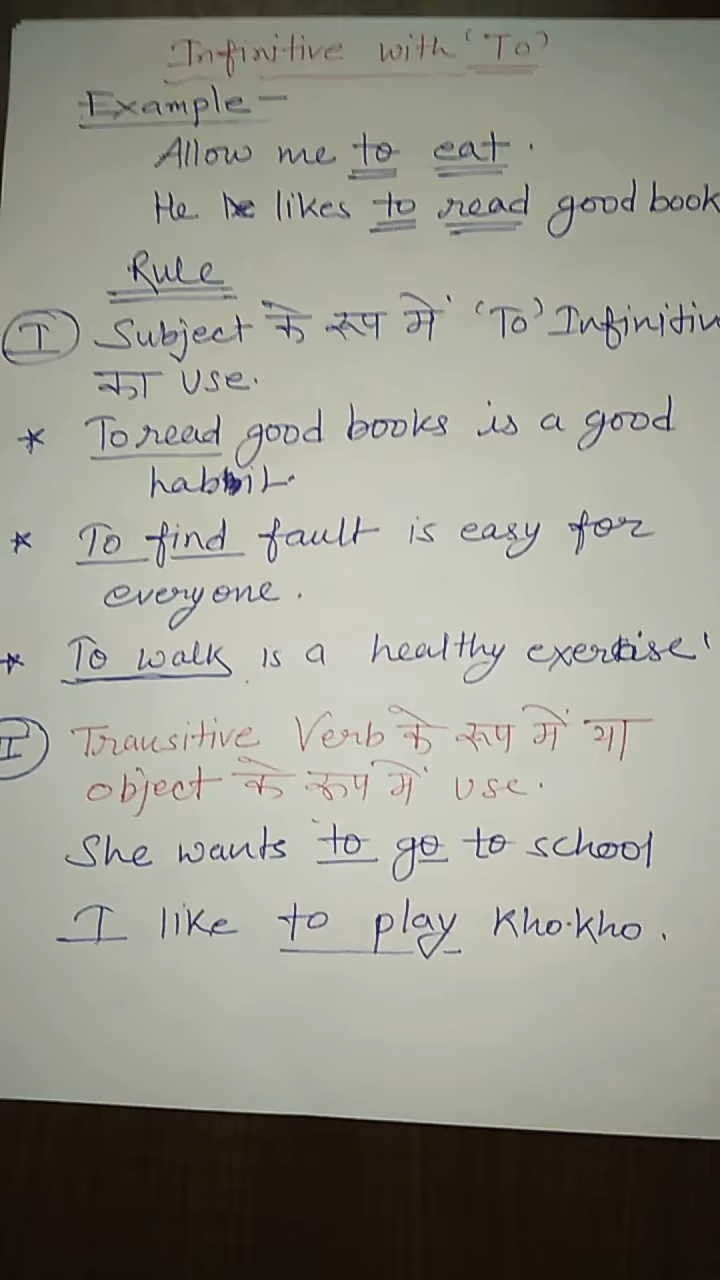 Infinitive with 'To'
Example -
Allow me to eat.
He likes to read good book
Rule
I Subject के रूप में 'To' Infinitiv
का use.
* To read good books is a good
habit.
* To find fault is easy for
everyone.
* To walk is a healthy exercise'
I Transitive Verb के रूप में या
object के रूप में use.
She wants to go to school
I like to play Kho.Kho.